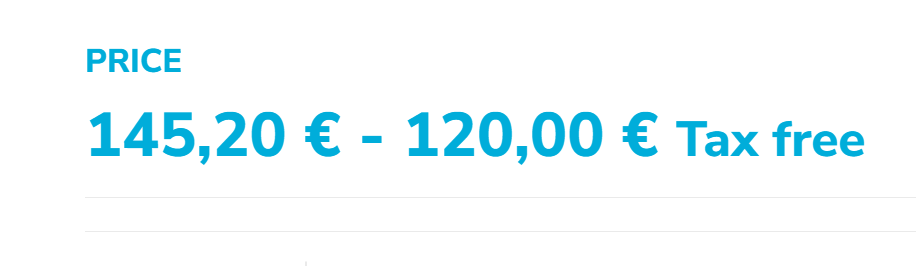 PRICE
145,20 € - 120,00 € Tax free